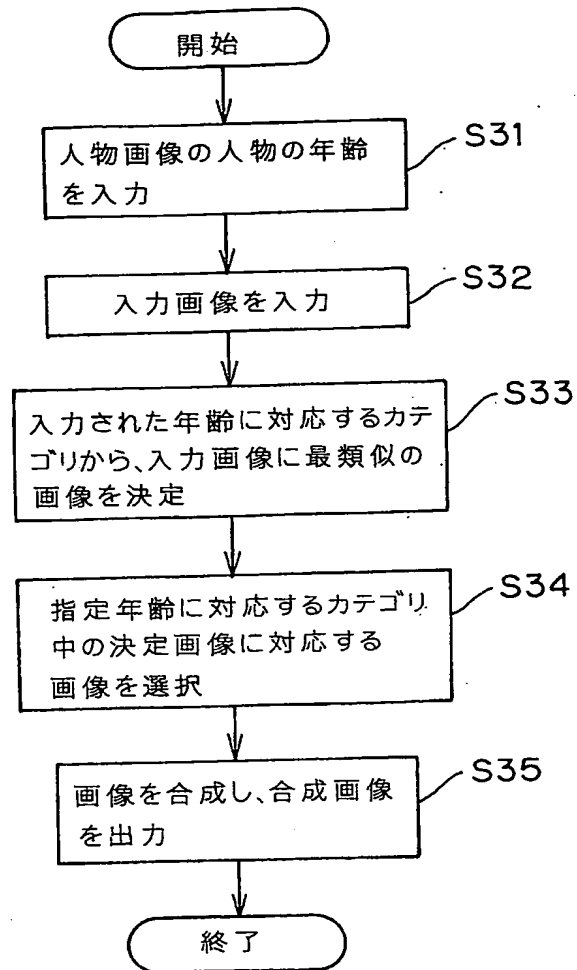 開始
人物画像の人物の年齢
を入力
S31
入力画像を入力
S32
入力された年齢に対応するカテ
ゴリから、入力画像に最類似の
画像を決定
S33
指定年齢に対応するカテゴリ
中の決定画像に対応する
画像を選択
S34
画像を合成し、合成画像
を出力
S35
終了